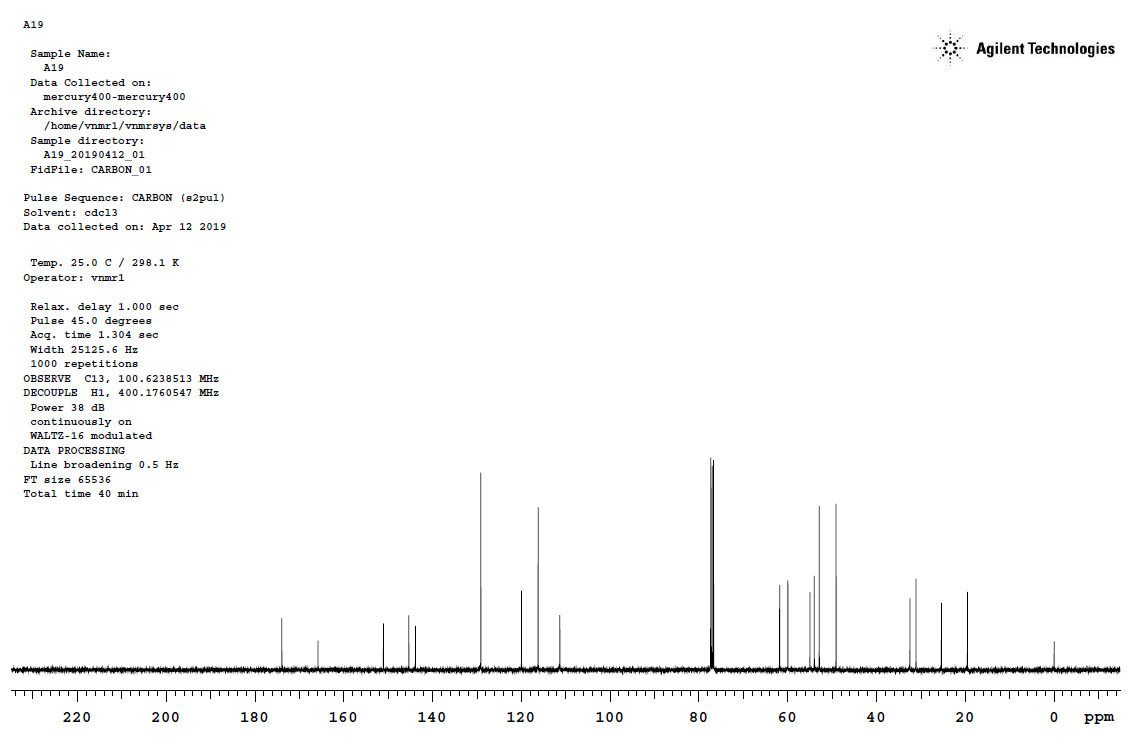 A19
Agilent Technologies
Sample Name:
A19
Data Collected on:
mercury400-mercury400
Archive directory:
/home/vnmr1/vnmrsys/data
Sample directory:
A19_20190412_01
FidFile: CARBON_01
Pulse Sequence: CARBON (s2pul)
Solvent: cdcl3
Data collected on: Apr 12 2019
Temp. 25.0 C / 298.1 K
Operator: vnmr1
Relax. delay 1.000 sec
Pulse 45.0 degrees
Acq. time 1.304 sec
Width 25125.6 Hz
1000 repetitions
OBSERVE C13, 100.6238513 MHz
DECOUPLE H1, 400.1760547 MHz
Power 38 dB
continuously on
WALTZ-16 modulated
DATA PROCESSING
Line broadening 0.5 Hz
FT size 65536
Total time 40 min
220 200 180 160 140 120 100 80 60 40 20 0 ppm